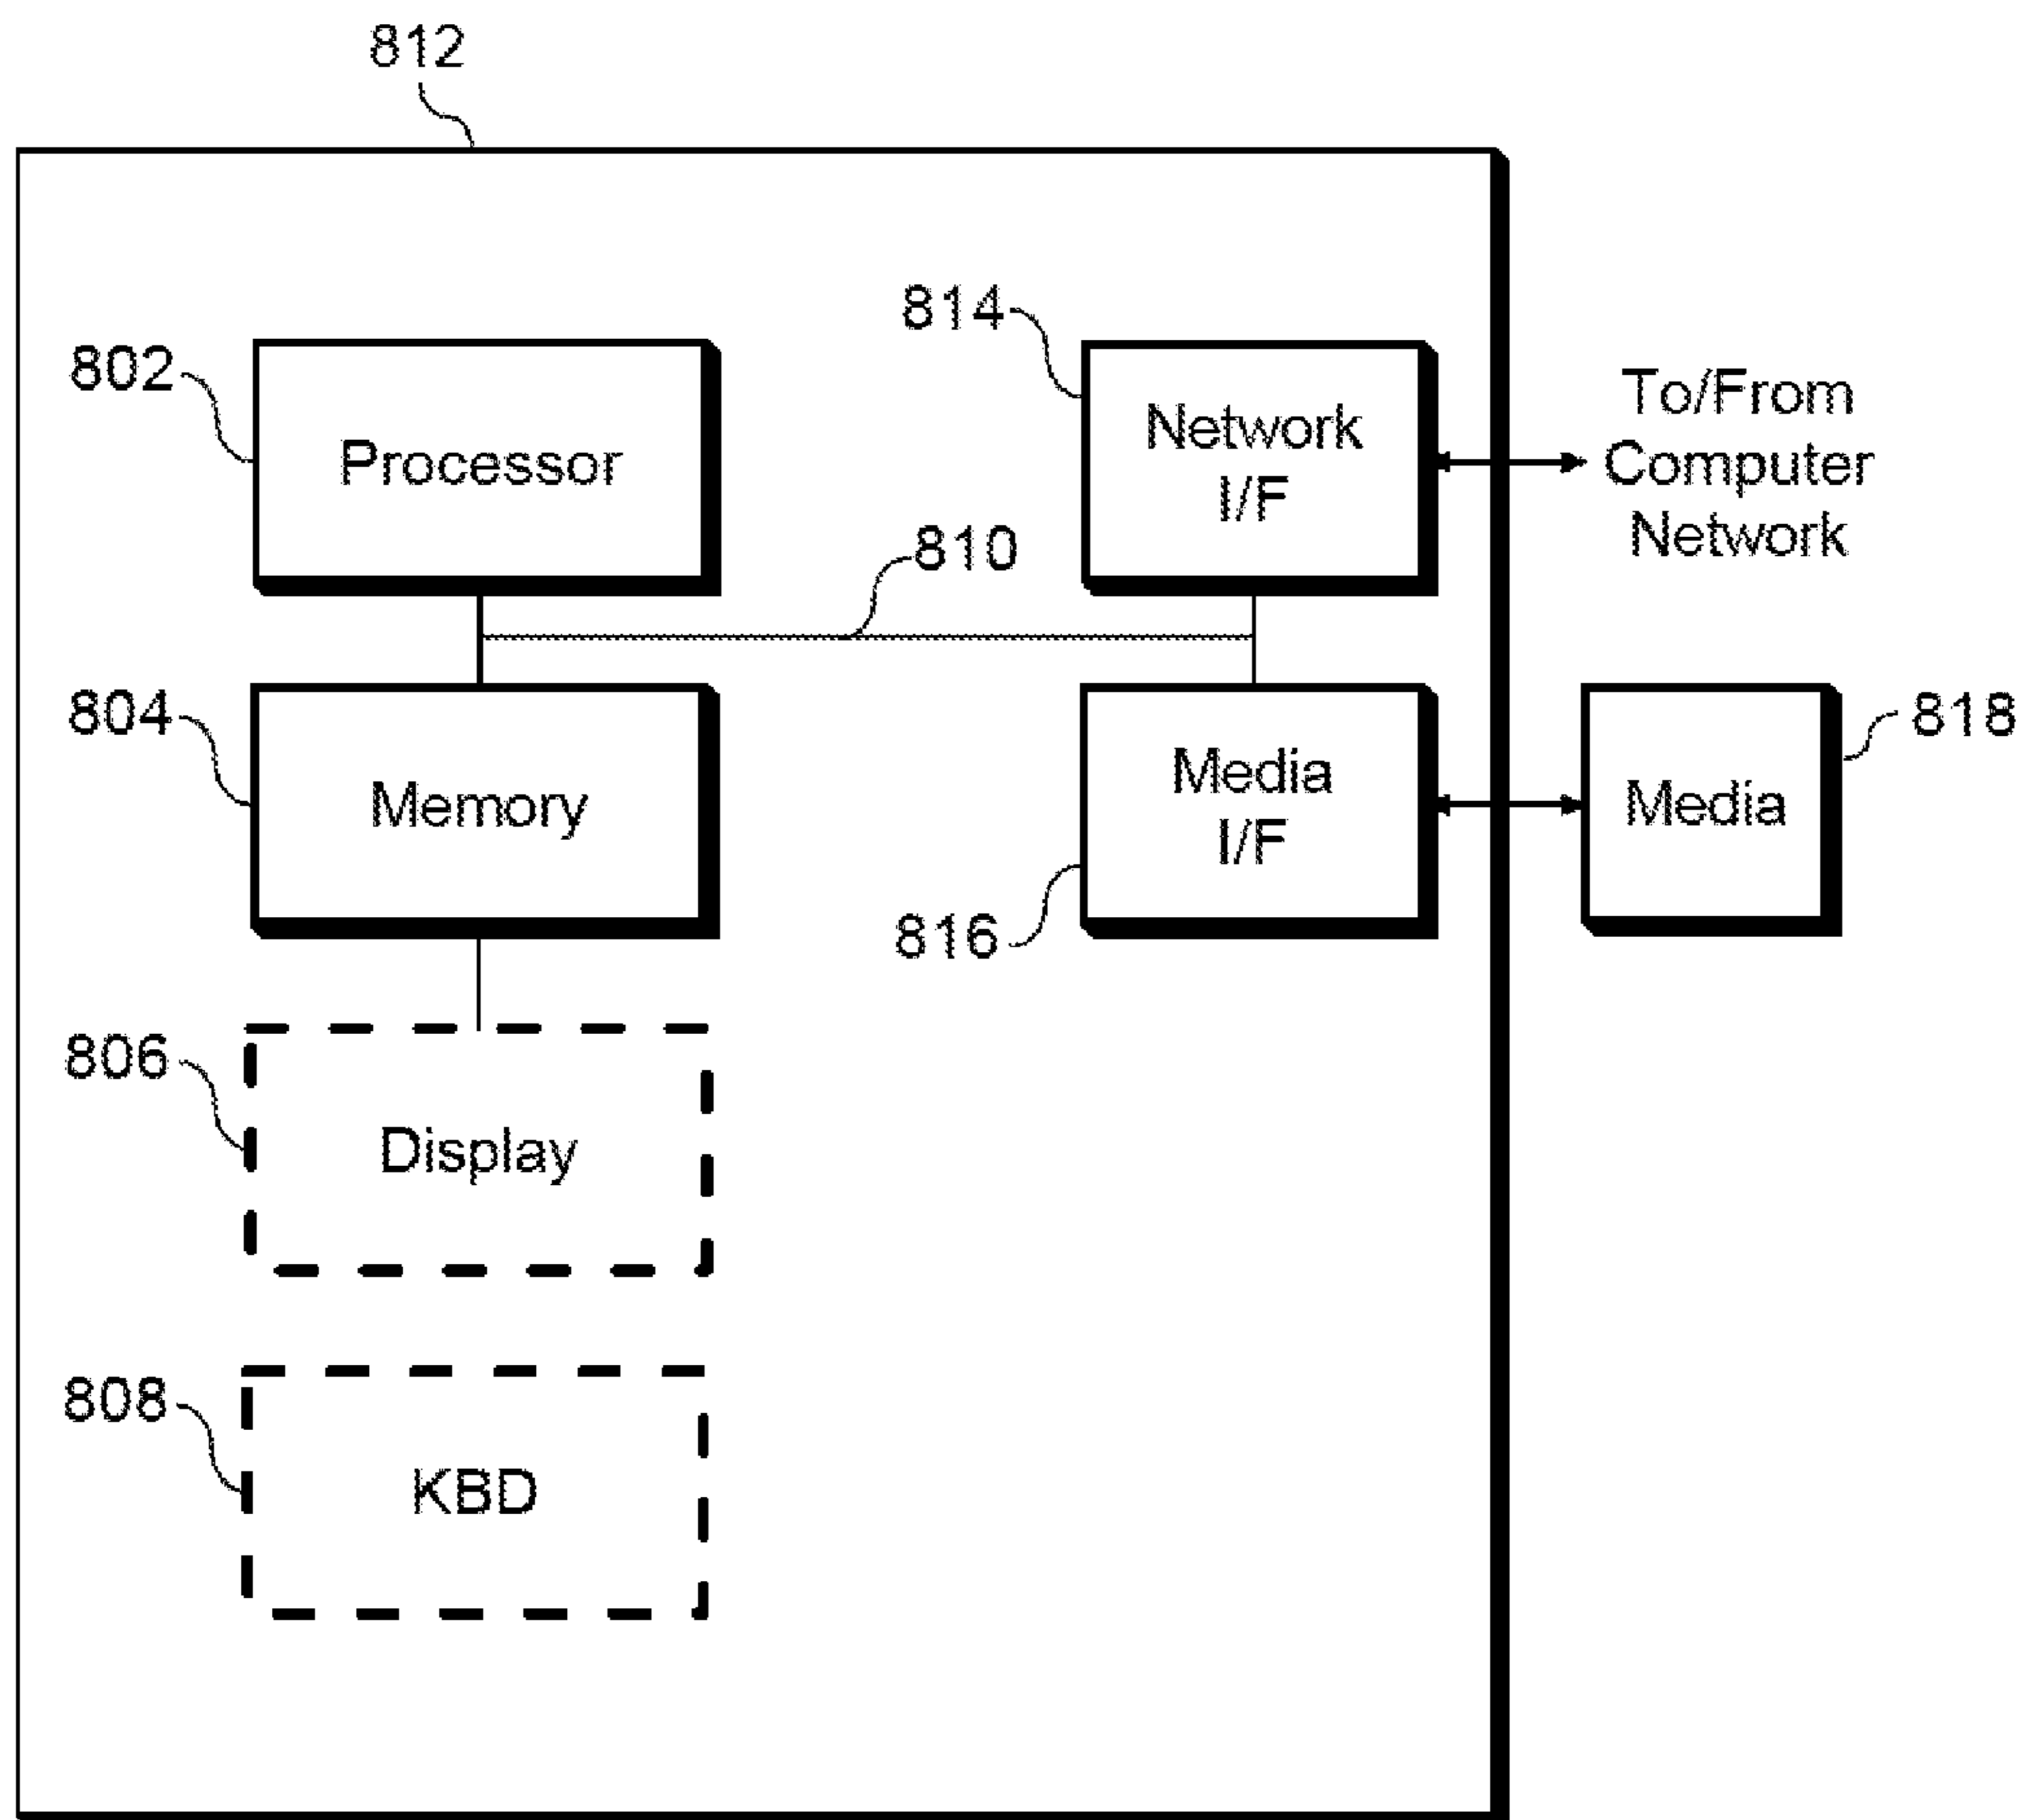 812
814
802
Network
I/F
To/From
Computer
Network
Processor
810
804
Memory
Media
I/F
818
Media
816
806
Display
808
KBD